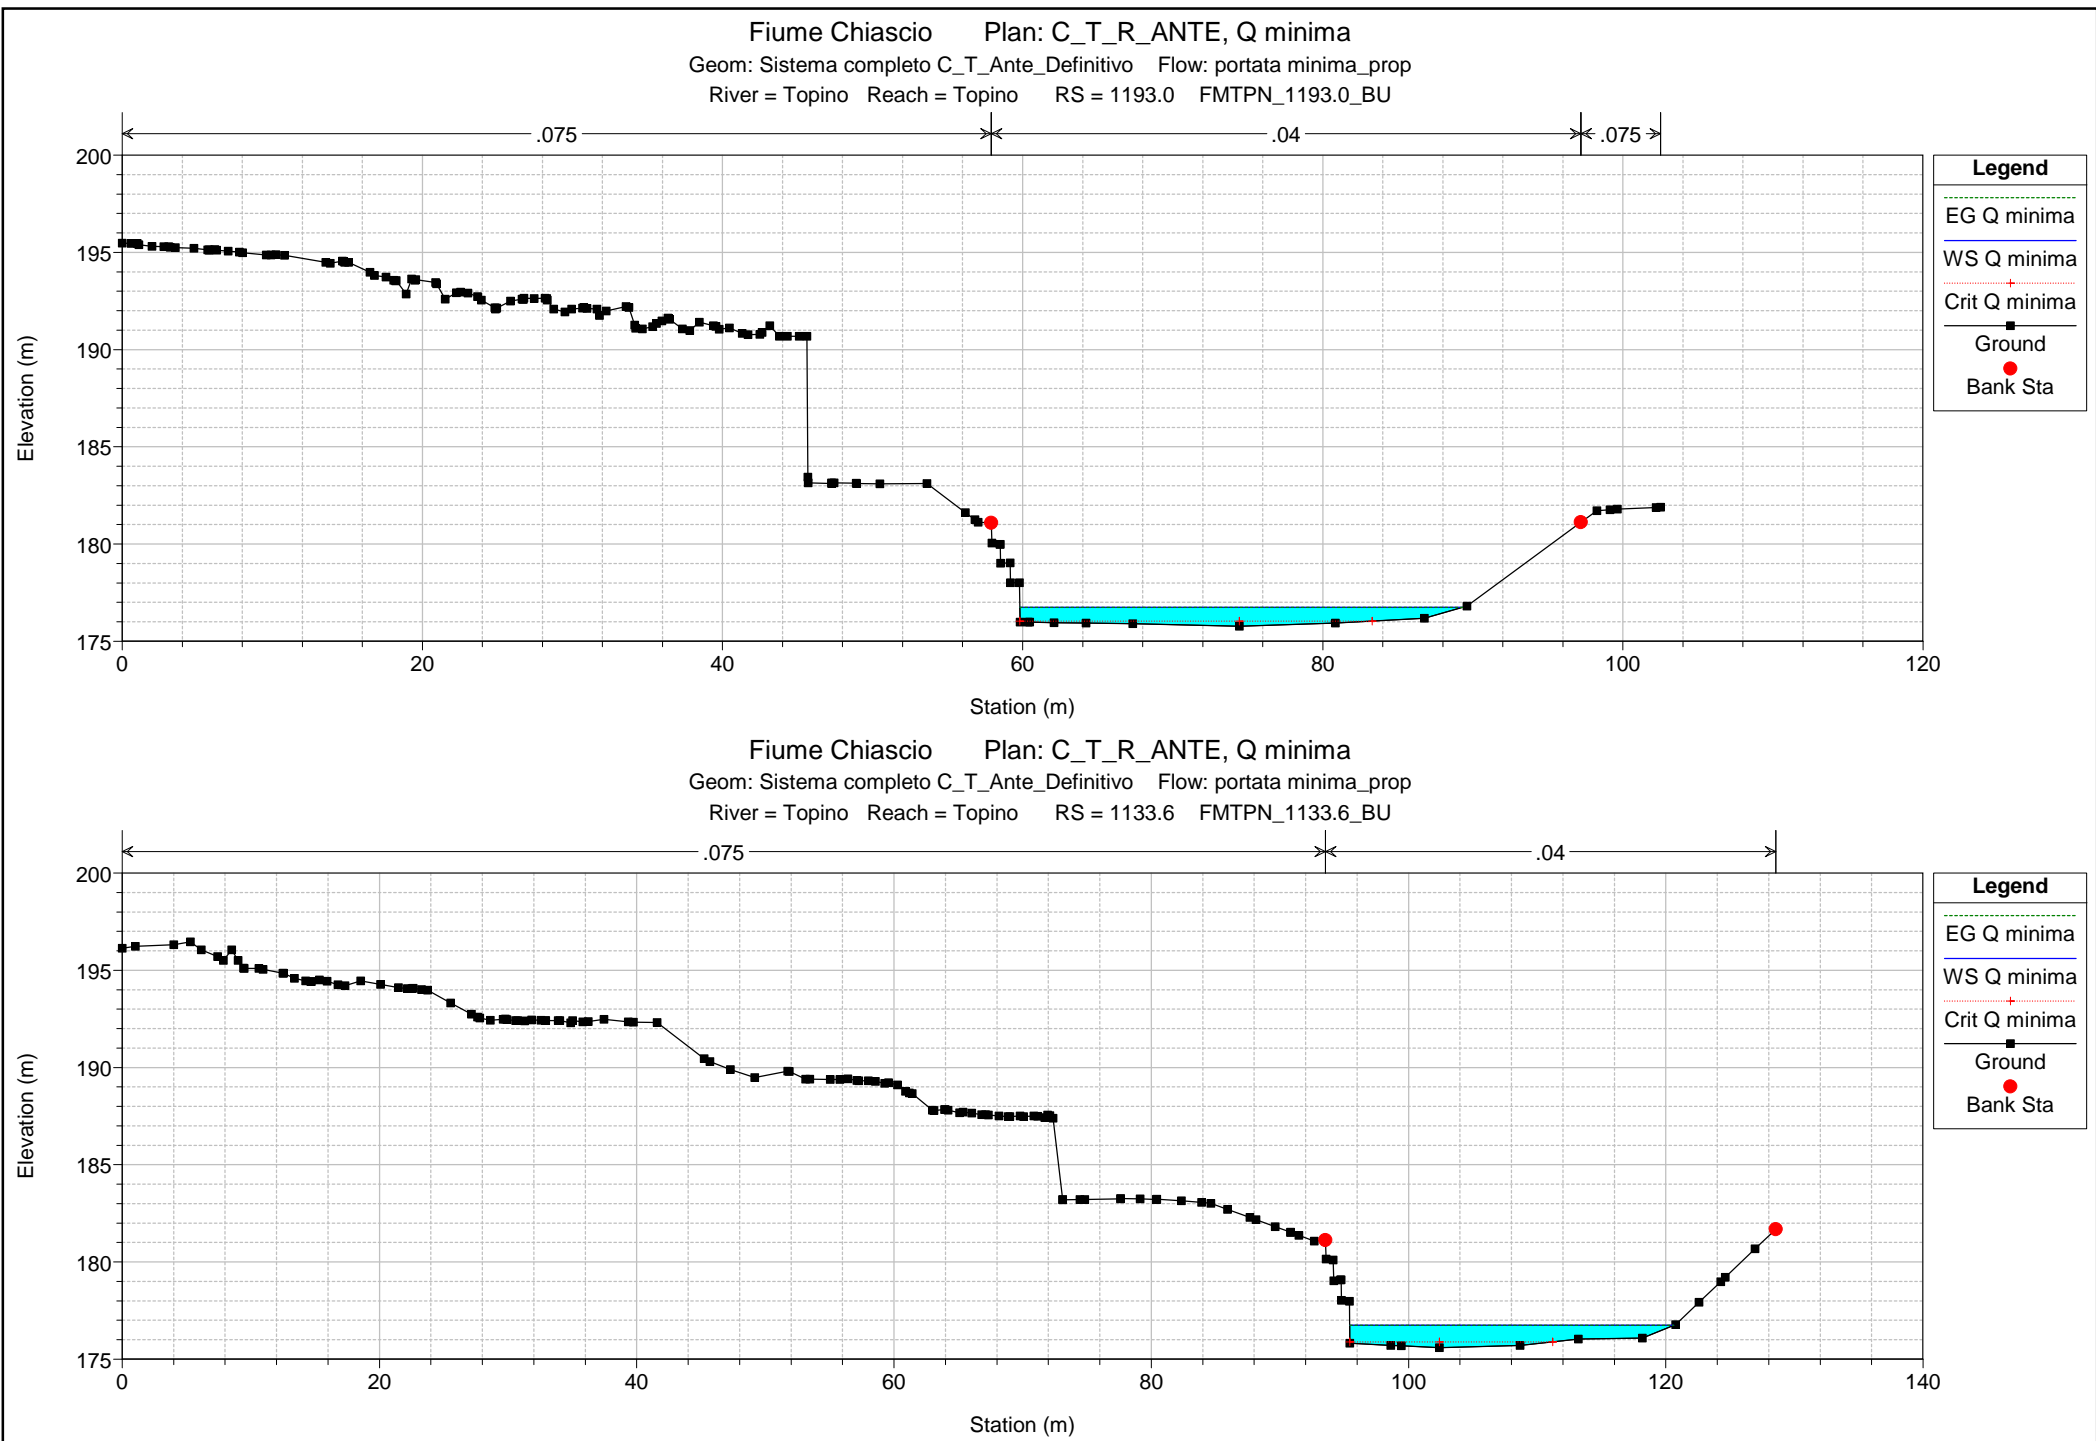 Fiume Chiascio Plan: C_T_R_ANTE, Q minima
Geom: Sistema completo C_T_Ante_Definitivo Flow: portata minima_prop
River = Topino Reach = Topino RS = 1193.0 FMTPN_1193.0_BU
.075 .04 .075
200
195
190
185
180
175
Elevation (m)
0 20 40 60 80 100 120
Station (m)
Legend
EG Q minima
WS Q minima
Crit Q minima
Ground
Bank Sta
Fiume Chiascio Plan: C_T_R_ANTE, Q minima
Geom: Sistema completo C_T_Ante_Definitivo Flow: portata minima_prop
River = Topino Reach = Topino RS = 1133.6 FMTPN_1133.6_BU
.075 .04
200
195
190
185
180
175
Elevation (m)
0 20 40 60 80 100 120 140
Station (m)
Legend
EG Q minima
WS Q minima
Crit Q minima
Ground
Bank Sta